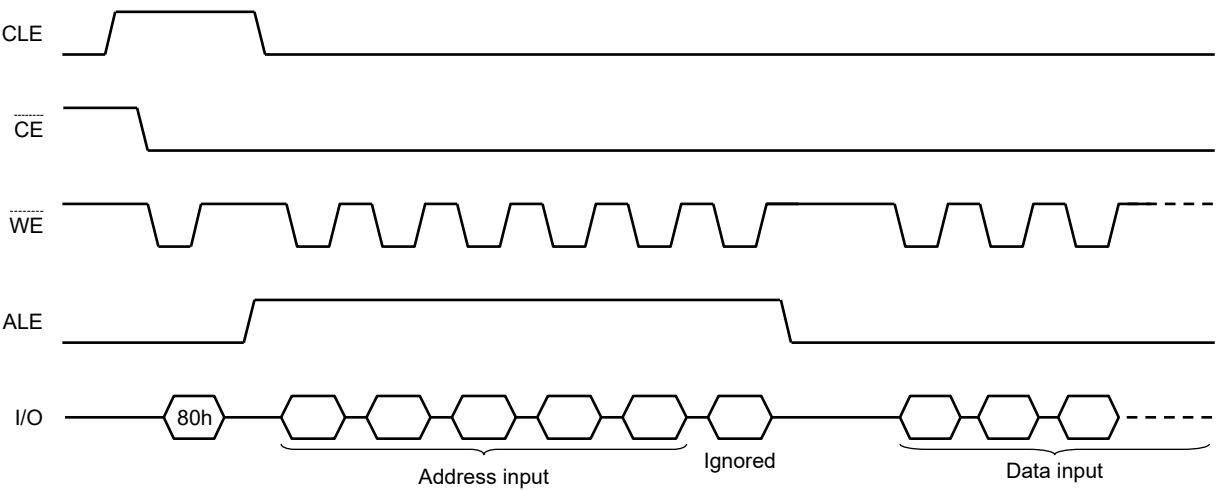 CLE
CE
WE
ALE
I/O
80h
Address input
Ignored
Data input